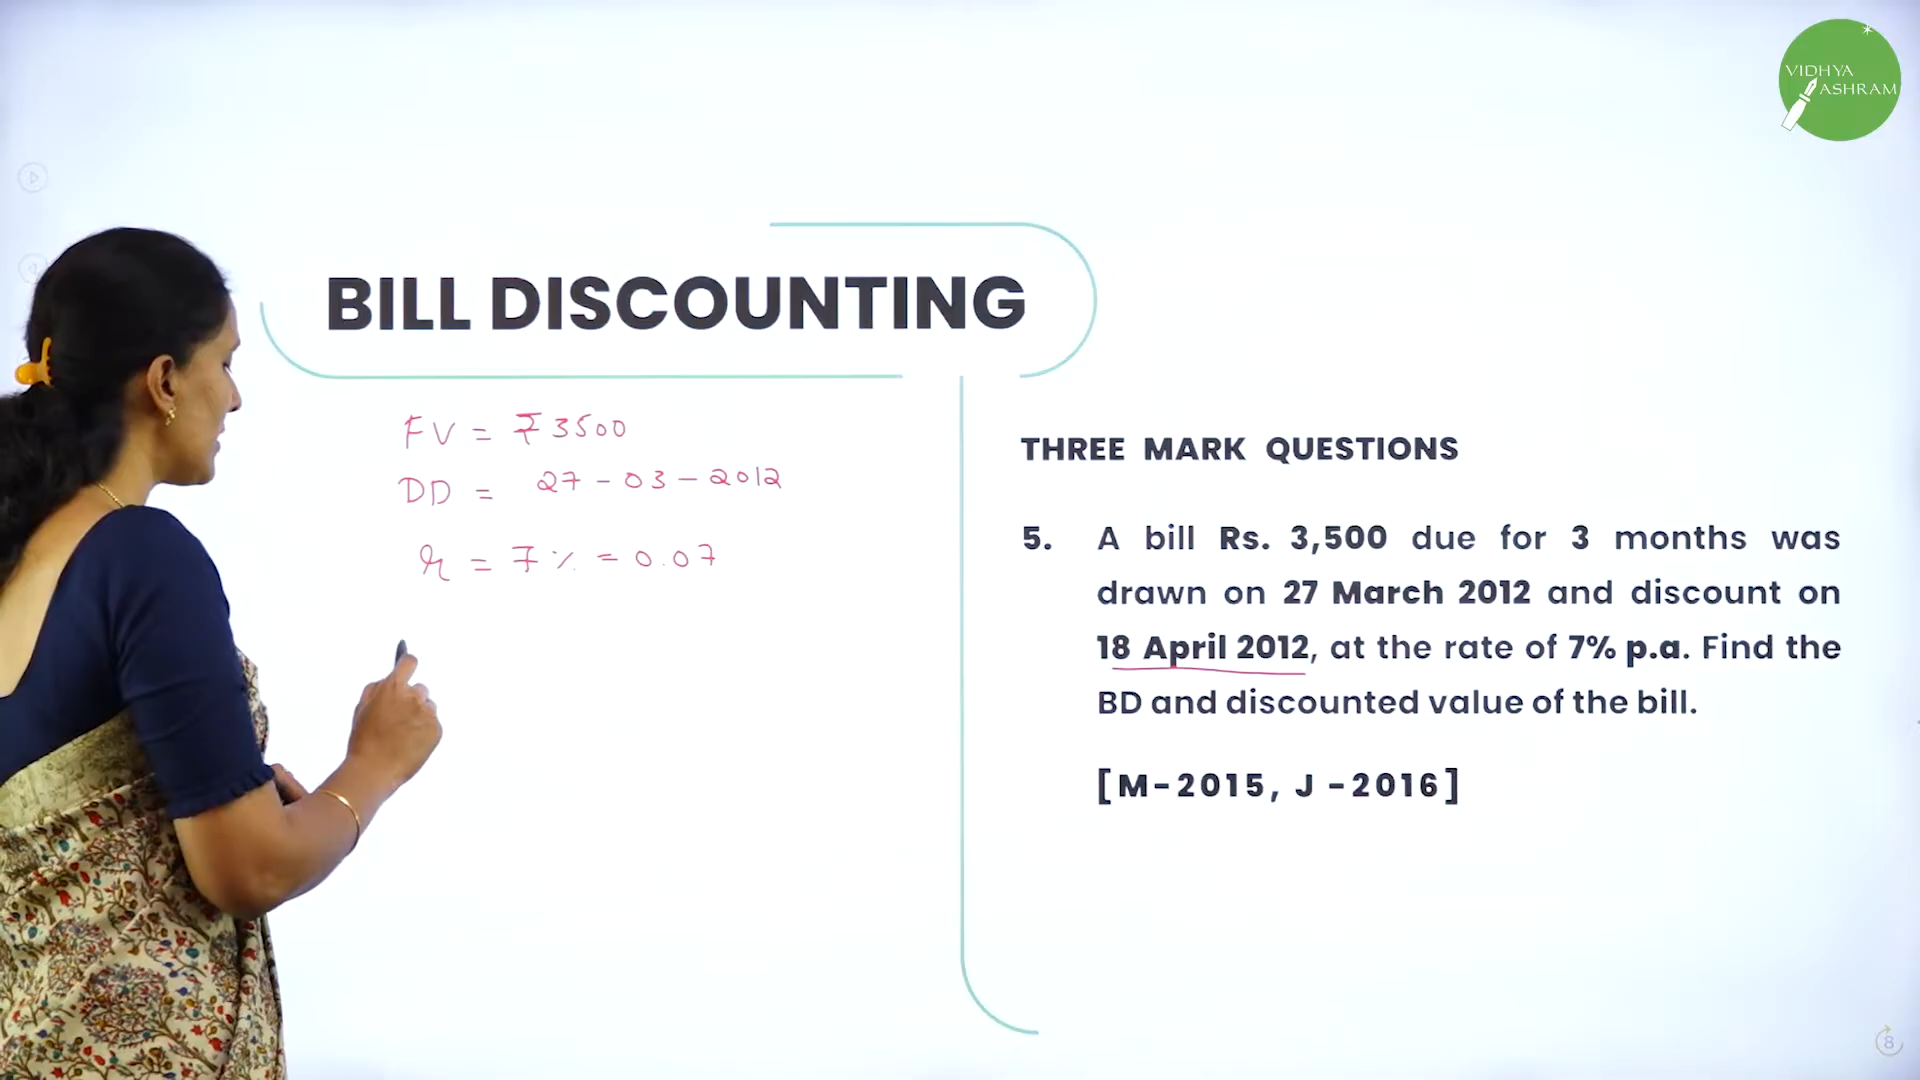 VIDHYA
ASHRAM
BILL DISCOUNTING
FV = ₹ 3500
DD = 27 - 03 - 2012
r = 7 % = 0.07
THREE MARK QUESTIONS
5. A bill Rs. 3,500 due for 3 months was
drawn on 27 March 2012 and discount on
18 April 2012, at the rate of 7% p.a. Find the
BD and discounted value of the bill.
[M-2015, J -2016]
8